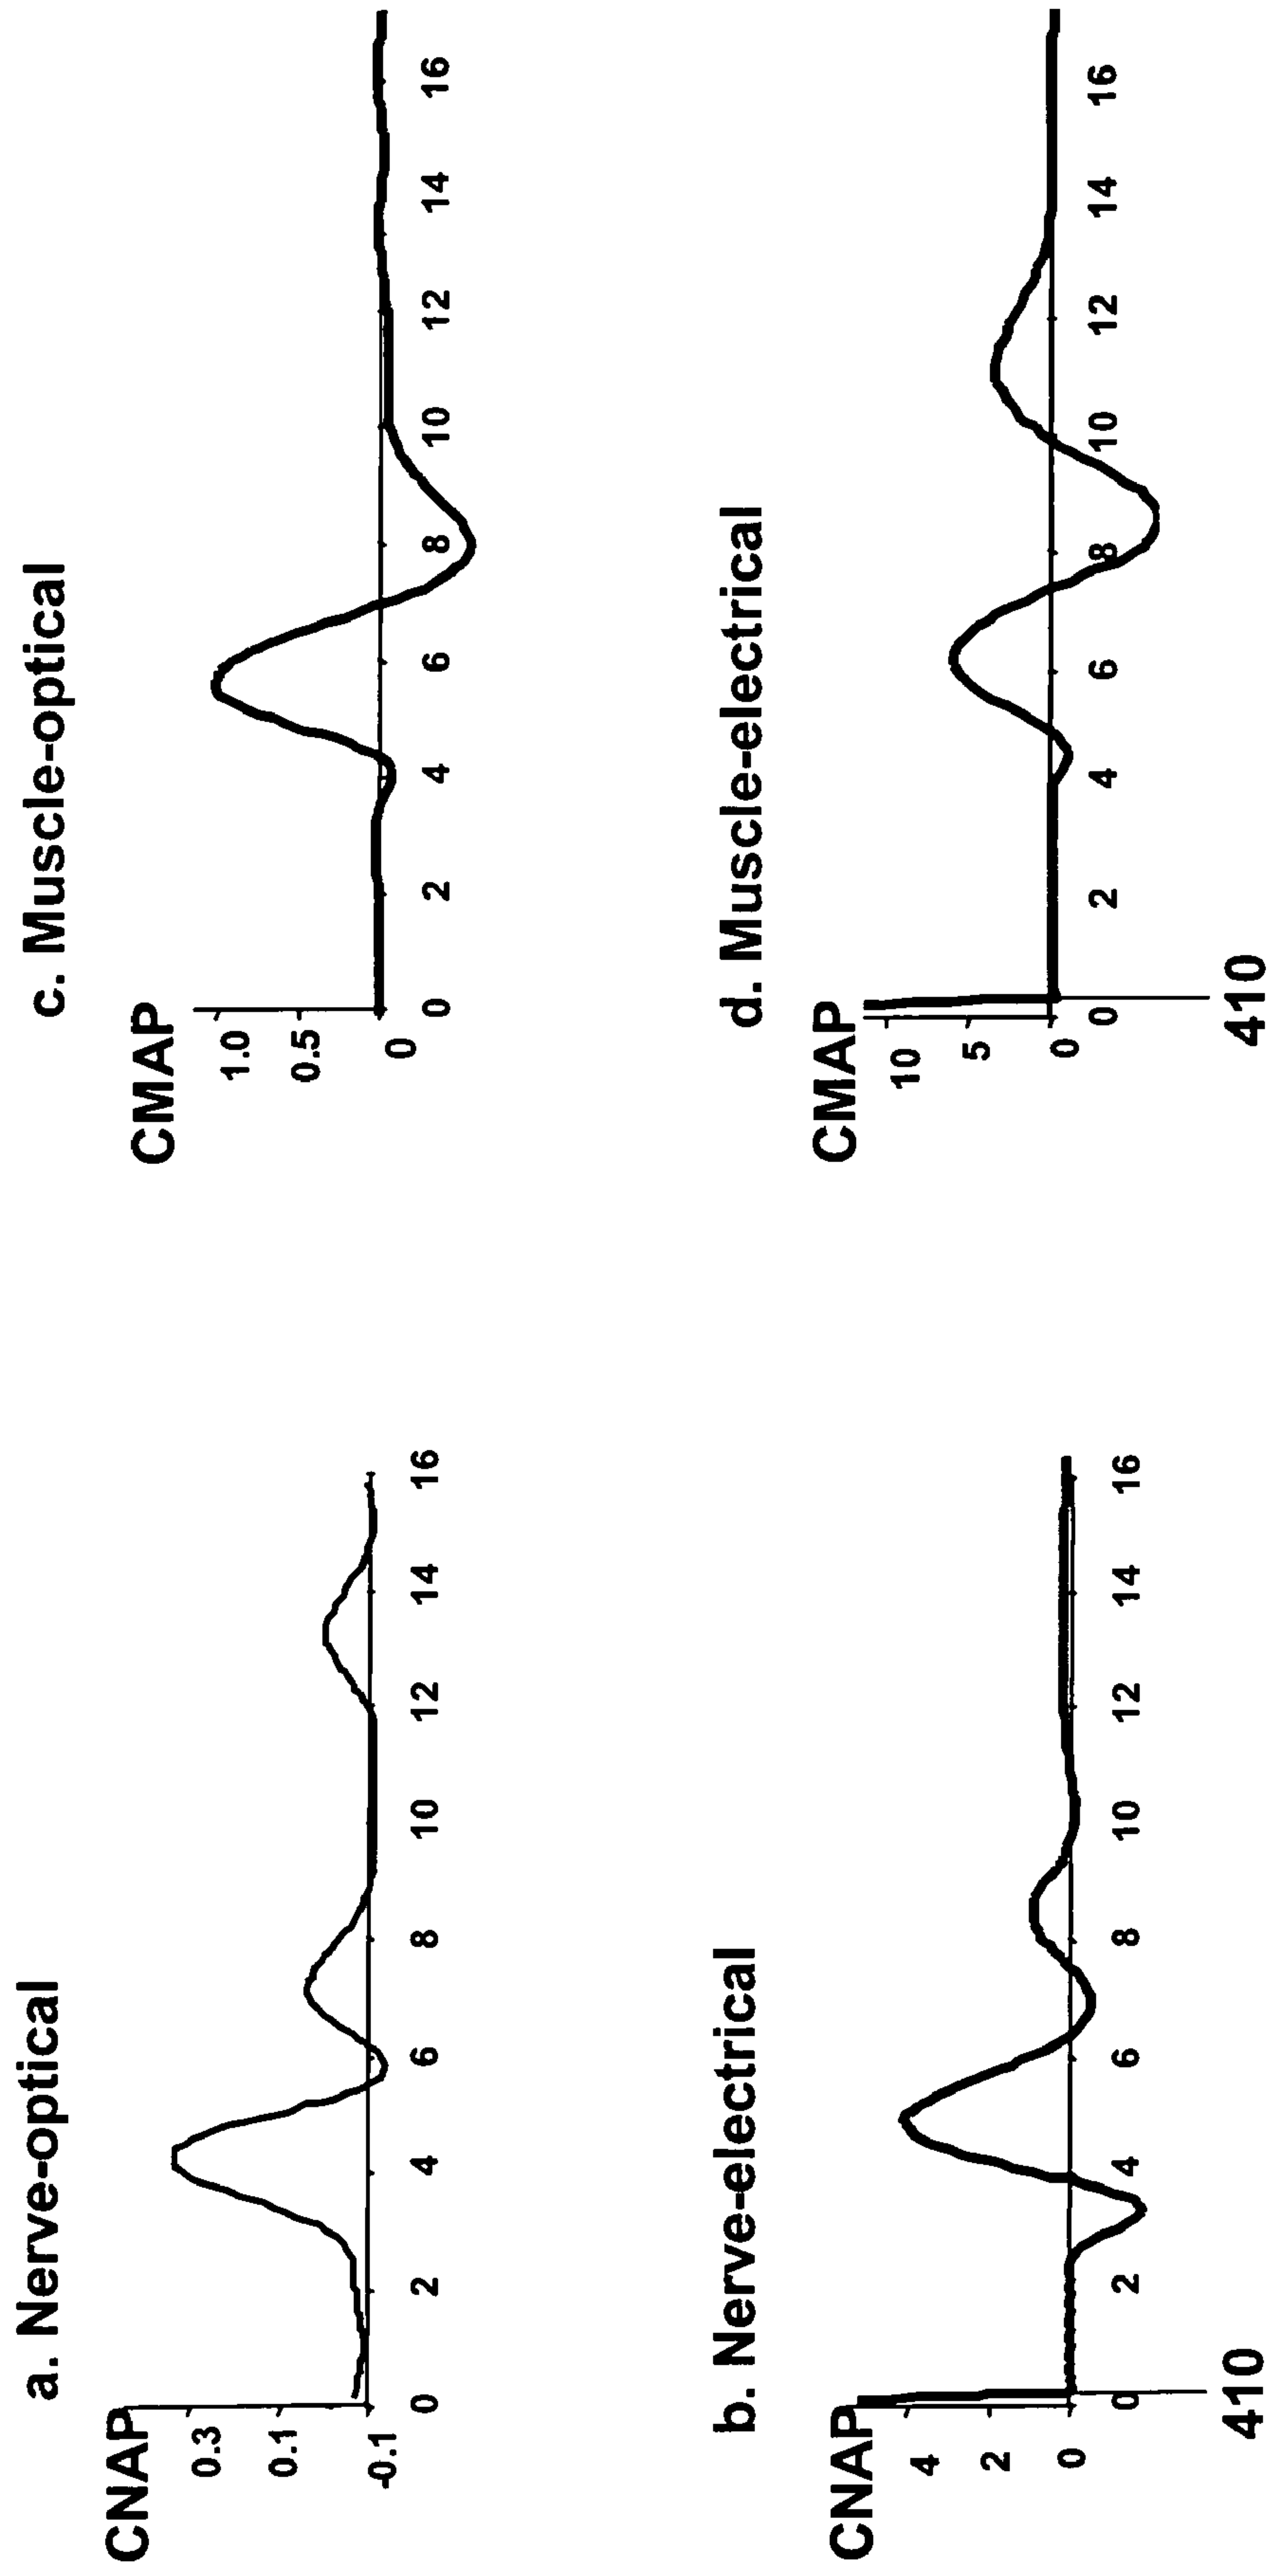 a. Nerve-optical
CNAP
0.3
0.1
-0.1
0 2 4 6 8 10 12 14 16
b. Nerve-electrical
CNAP
4
2
0
0 2 4 6 8 10 12 14 16
410
c. Muscle-optical
CMAP
1.0
0.5
0
0 2 4 6 8 10 12 14 16
d. Muscle-electrical
CMAP
10
5
0
0 2 4 6 8 10 12 14 16
410